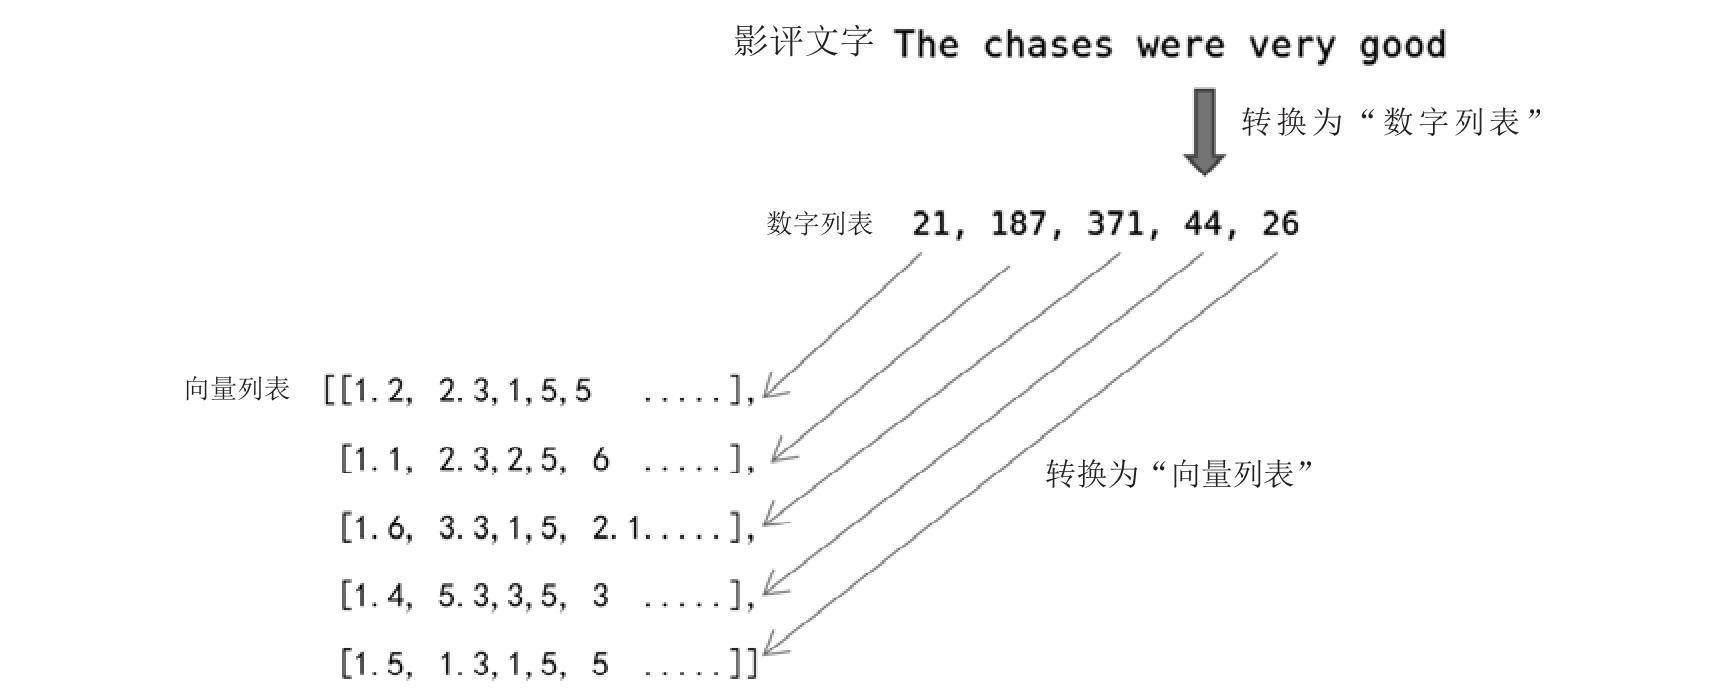 影评文字 The chases were very good
转换为“数字列表”
数字列表 21, 187, 371, 44, 26
向量列表 [[1.2, 2.3,1,5,5 .....],
[1.1, 2.3,2,5, 6 .....],
转换为“向量列表”
[1.6, 3.3,1,5, 2.1.....],
[1.4, 5.3,3,5, 3 .....],
[1.5, 1.3,1,5, 5 .....]]